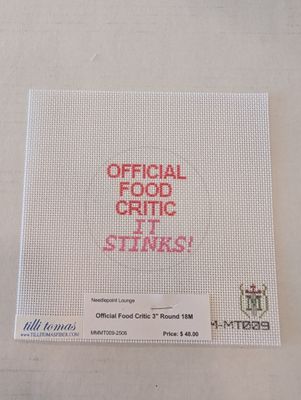 OFFICIAL
FOOD
CRITIC
IT
STINKS!
Needlepoint Lounge
Official Food Critic 3" Round 18M
MMMT009-2506
Price: $ 48.00
tilli tomas
WWW.TILLITOMASFIBER.COM
M-MT009